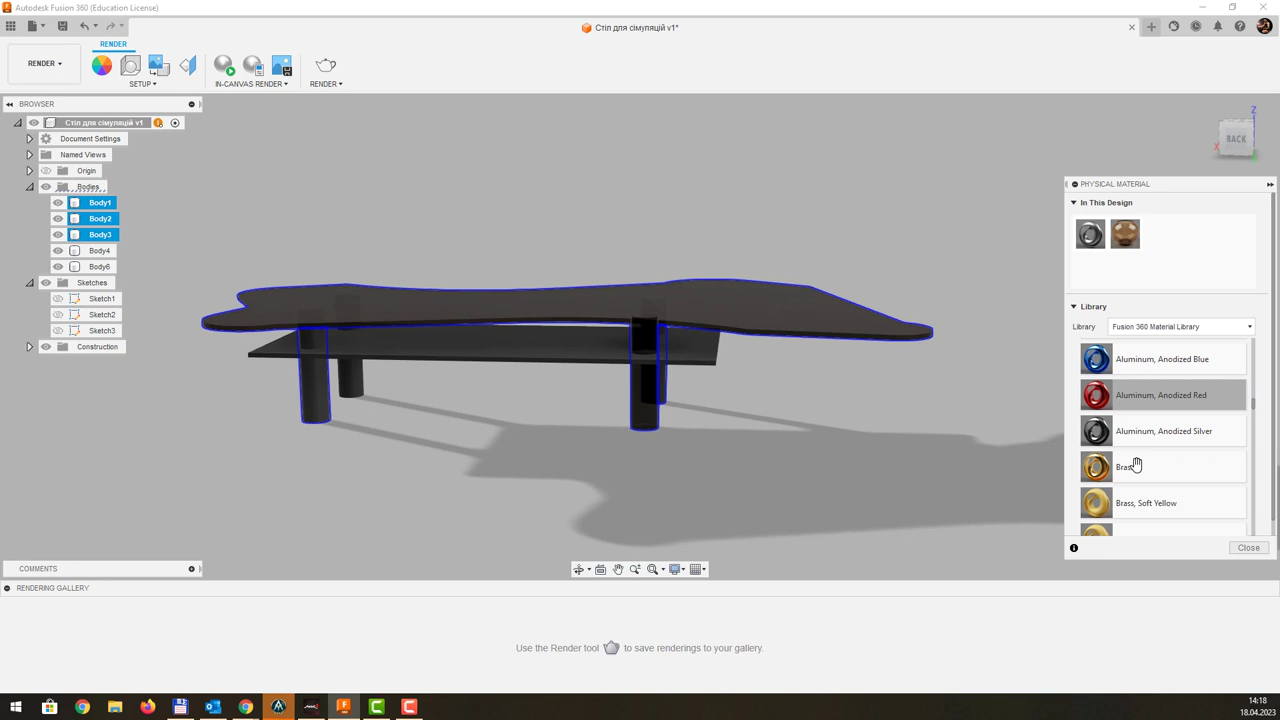 Autodesk Fusion 360 (Education License)
Стіл для сімуляцій v1*
RENDER
RENDER
SETUP
IN-CANVAS RENDER
RENDER
BROWSER
Стіл для сімуляцій v1
Document Settings
Named Views
Origin
Bodies
Body1
Body2
Body3
Body4
Body6
Sketches
Sketch1
Sketch2
Sketch3
Construction
Z
BACK
X
PHYSICAL MATERIAL
In This Design
Library
Library Fusion 360 Material Library
Aluminum, Anodized Blue
Aluminum, Anodized Red
Aluminum, Anodized Silver
Brass, Soft Yellow
Close
COMMENTS
RENDERING GALLERY
Use the Render tool to save renderings to your gallery.
14:18
18.04.2023